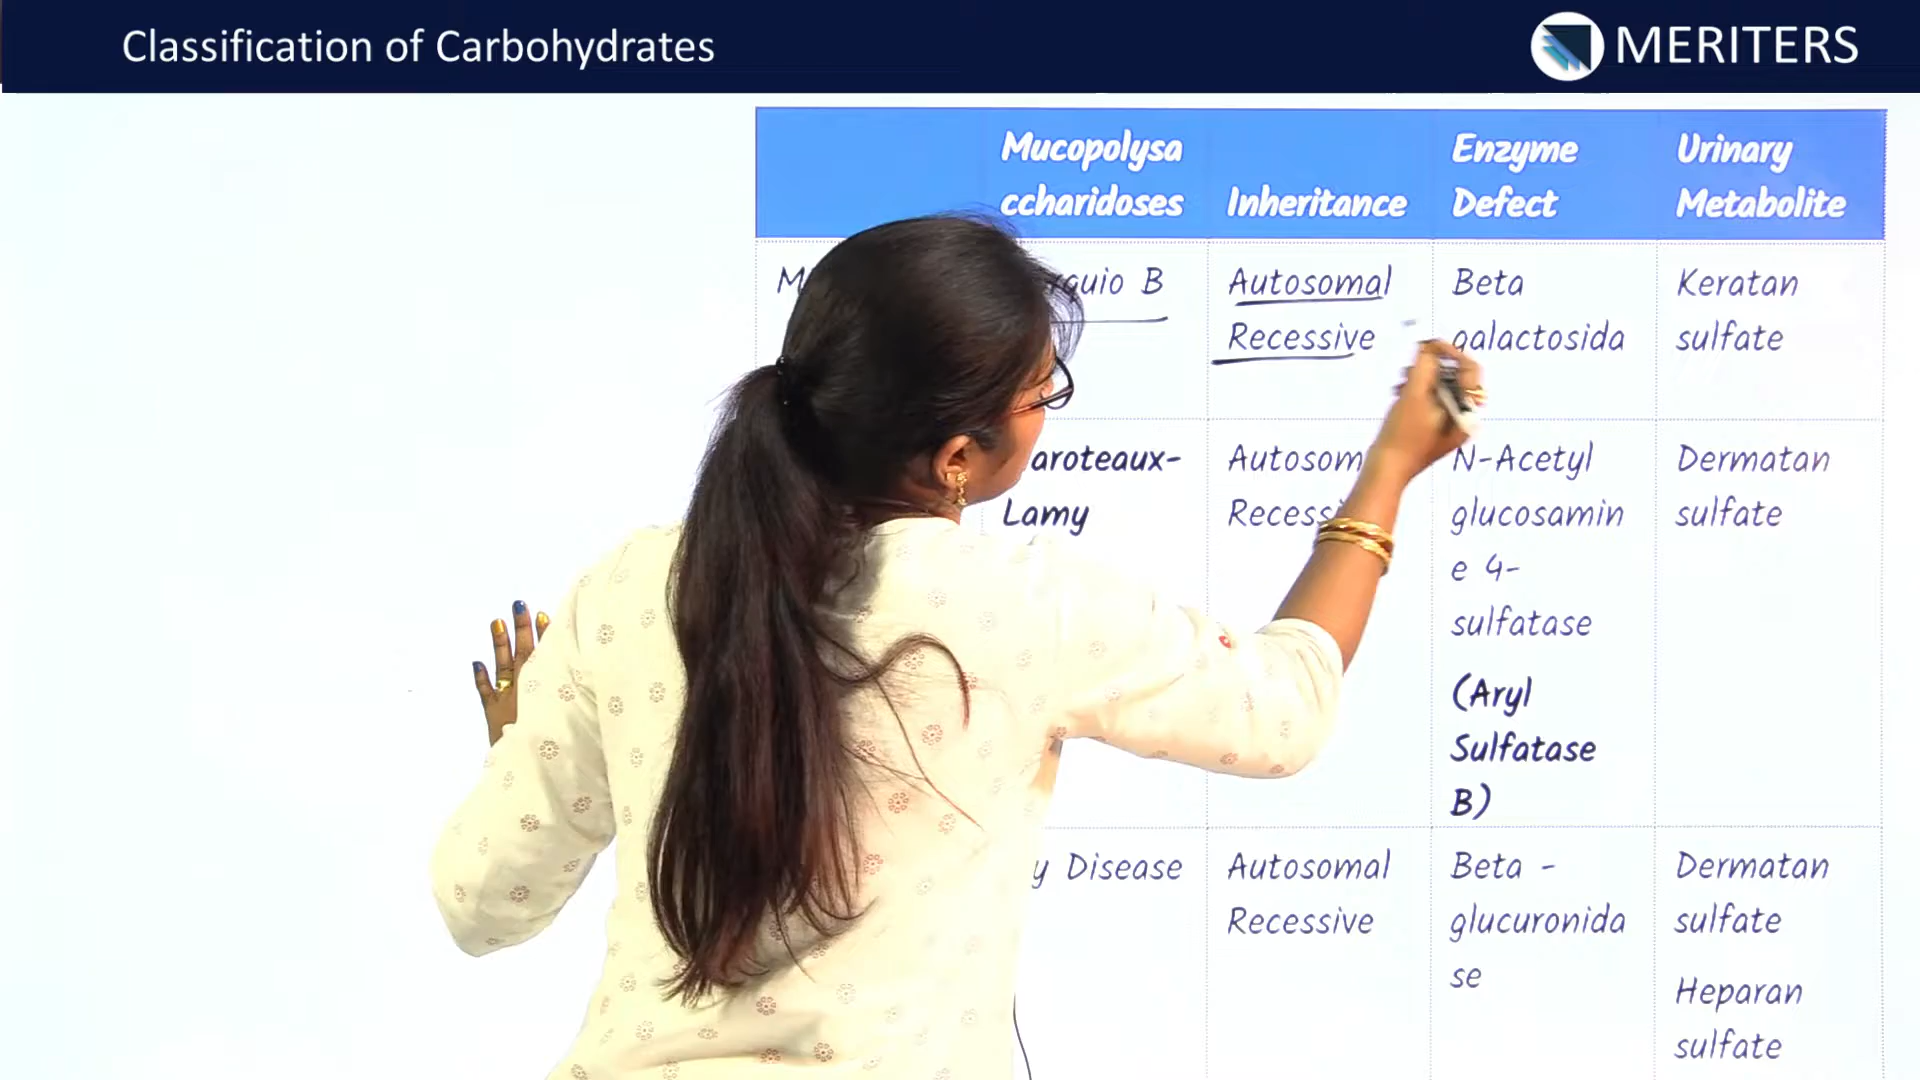 Classification of Carbohydrates
MERITERS
Mucopolysa
ccharidoses
Inheritance
Enzyme
Defect
Urinary
Metabolite
quio B
Autosomal
Recessive
Beta
galactosida
Keratan
sulfate
aroteaux-
Lamy
Autosom
Recess
N-Acetyl
glucosamin
e 4-
sulfatase
(Aryl
Sulfatase
B)
Dermatan
sulfate
y Disease
Autosomal
Recessive
Beta -
glucuronida
se
Dermatan
sulfate
Heparan
sulfate